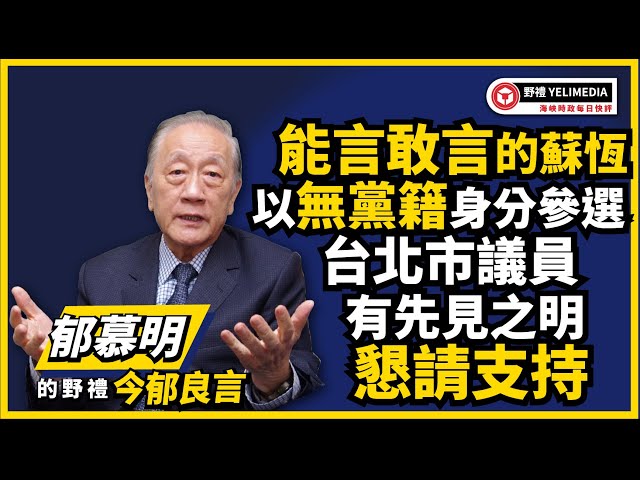 野禮 YELIMEDIA
海峽時政每日快評
能言敢言的蘇恆
以無黨籍身分參選
台北市議員
有先見之明
懇請支持
郁慕明
的野禮 今郁良言